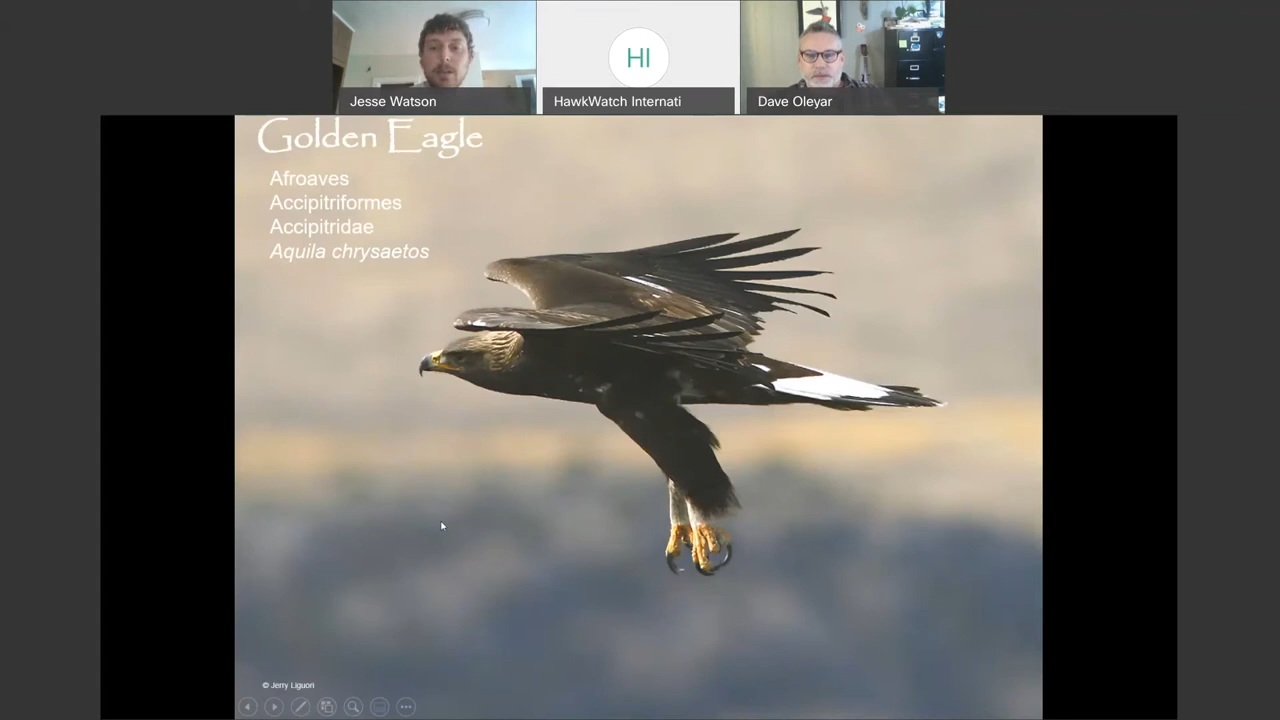 HI
Jesse Watson
HawkWatch Internati
Dave Oleyar
Golden Eagle
Afroaves
Accipitriformes
Accipitridae
Aquila chrysaetos
© Jerry Liguori